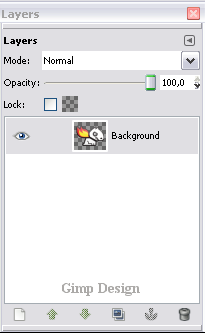 Layers
Layers
Mode: Normal
Opacity: 100,0
Lock:
Background
Gimp Design